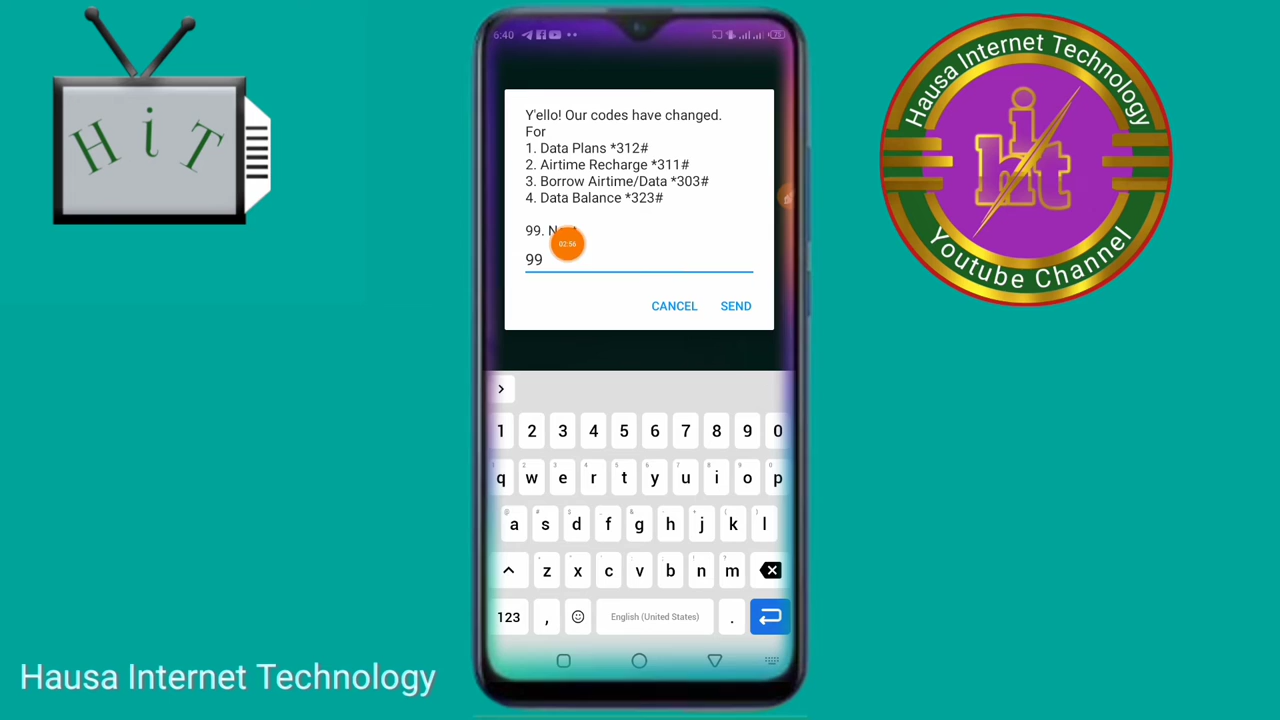 HiT
6:40
25
Y'ello! Our codes have changed.
For
1. Data Plans *312#
2. Airtime Recharge *311#
3. Borrow Airtime/Data *303#
4. Data Balance *323#
99.
02:56
99
CANCEL SEND
1 2 3 4 5 6 7 8 9 0
q w e r t y u i o p
a s d f g h j k l
z x c v b n m
123 , English (United States) .
Hausa Internet Technology
hit
Youtube Channel
Hausa Internet Technology